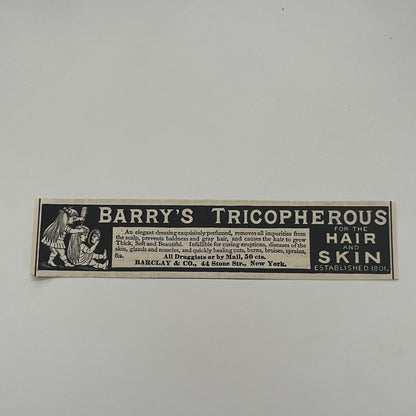 BARRY'S TRICOPHEROUS
FOR THE
HAIR
AND
SKIN
ESTABLISHED 1801.
An elegant dressing exquisitely perfumed, removes all impurities from
the scalp, prevents baldness and gray hair, and causes the hair to grow
Thick, Soft and Beautiful. Infallible for curing eruptions, diseases of the
skin, glands and muscles, and quickly healing cuts, burns, bruises, sprains,
&c.
All Druggists or by Mail, 50 cts.
BARCLAY & CO., 44 Stone Str., New York.